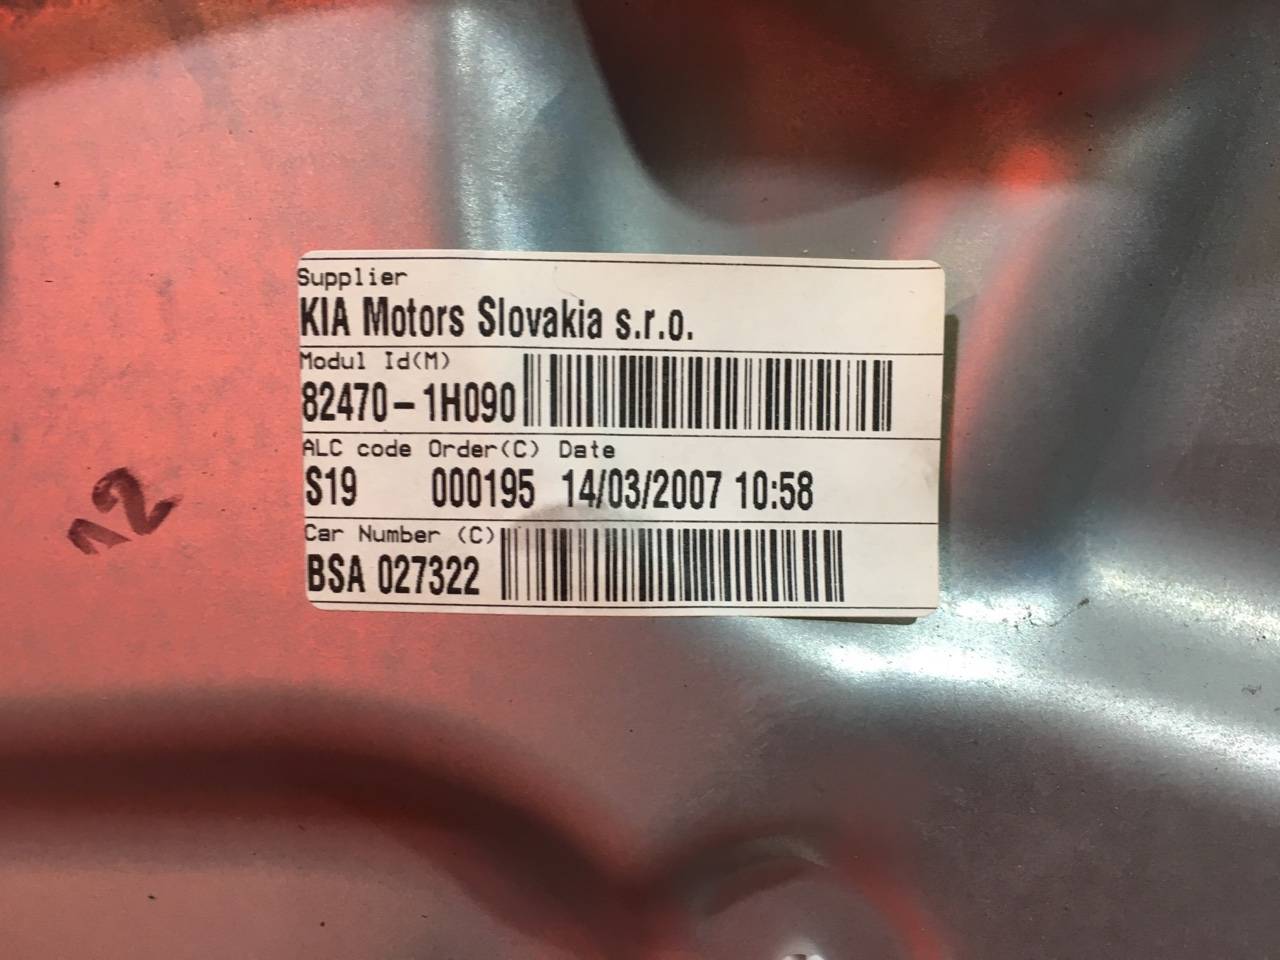 Supplier
KIA Motors Slovakia s.r.o.
Modul Id(M)
82470-1H090
ALC code Order(C) Date
S19 000195 14/03/2007 10:58
Car Number (C)
BSA 027322
12